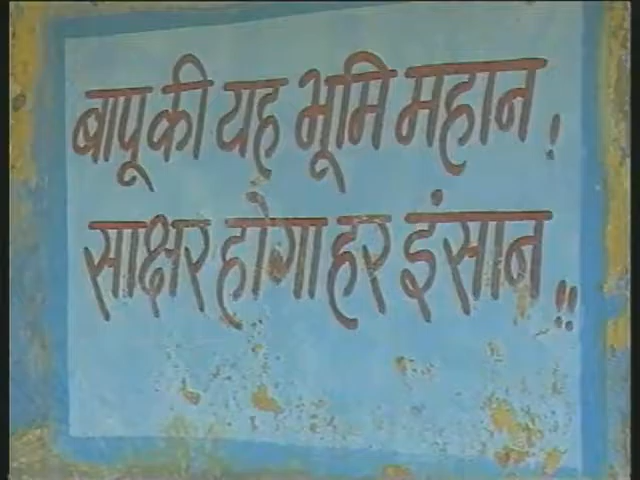 बापू की यह भूमि महान !
साक्षर होगा हर इंसान !!